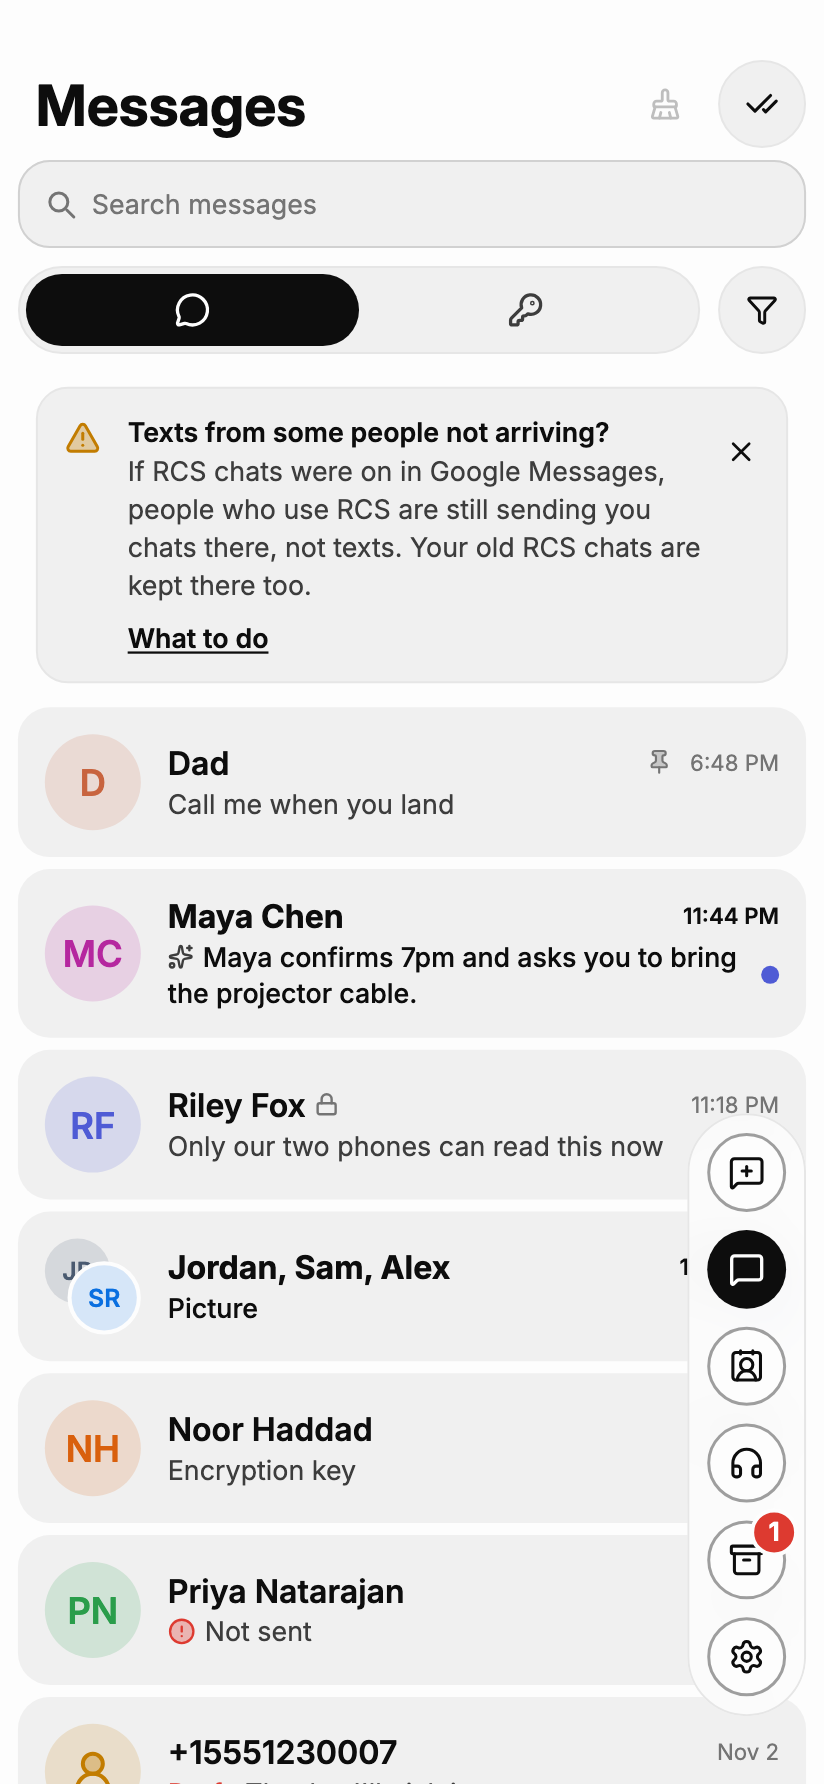 Messages
Search messages
Texts from some people not arriving?
If RCS chats were on in Google Messages,
people who use RCS are still sending you
chats there, not texts. Your old RCS chats are
kept there too.
What to do
D
Dad
6:48 PM
Call me when you land
MC
Maya Chen
11:44 PM
Maya confirms 7pm and asks you to bring
the projector cable.
RF
Riley Fox
11:18 PM
Only our two phones can read this now
SR
Jordan, Sam, Alex
Picture
NH
Noor Haddad
Encryption key
1
PN
Priya Natarajan
Not sent
+15551230007
Nov 2